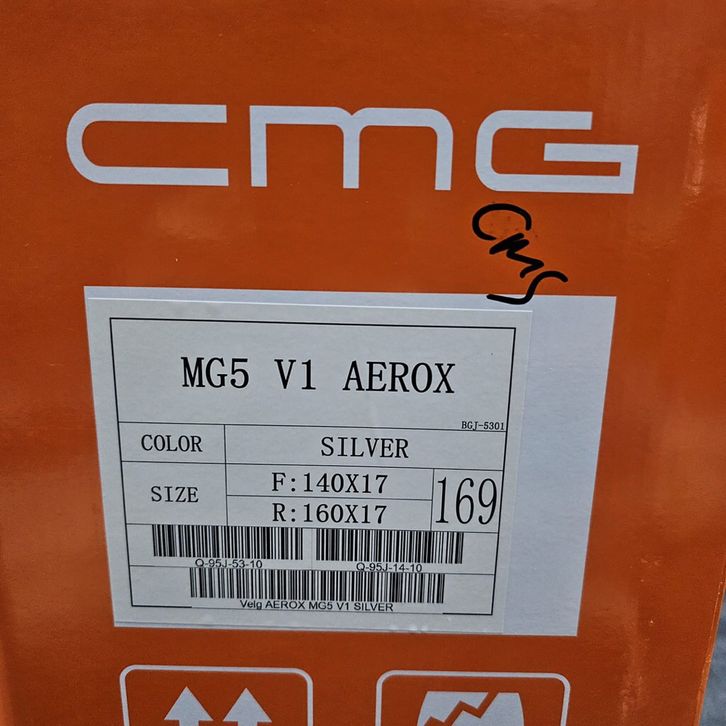 CMG
CMS
MG5 V1 AEROX
BGJ-5301
COLOR SILVER
SIZE F:140X17 169
R:160X17
Q-95J-53-10 Q-95J-14-10
Velg AEROX MG5 V1 SILVER